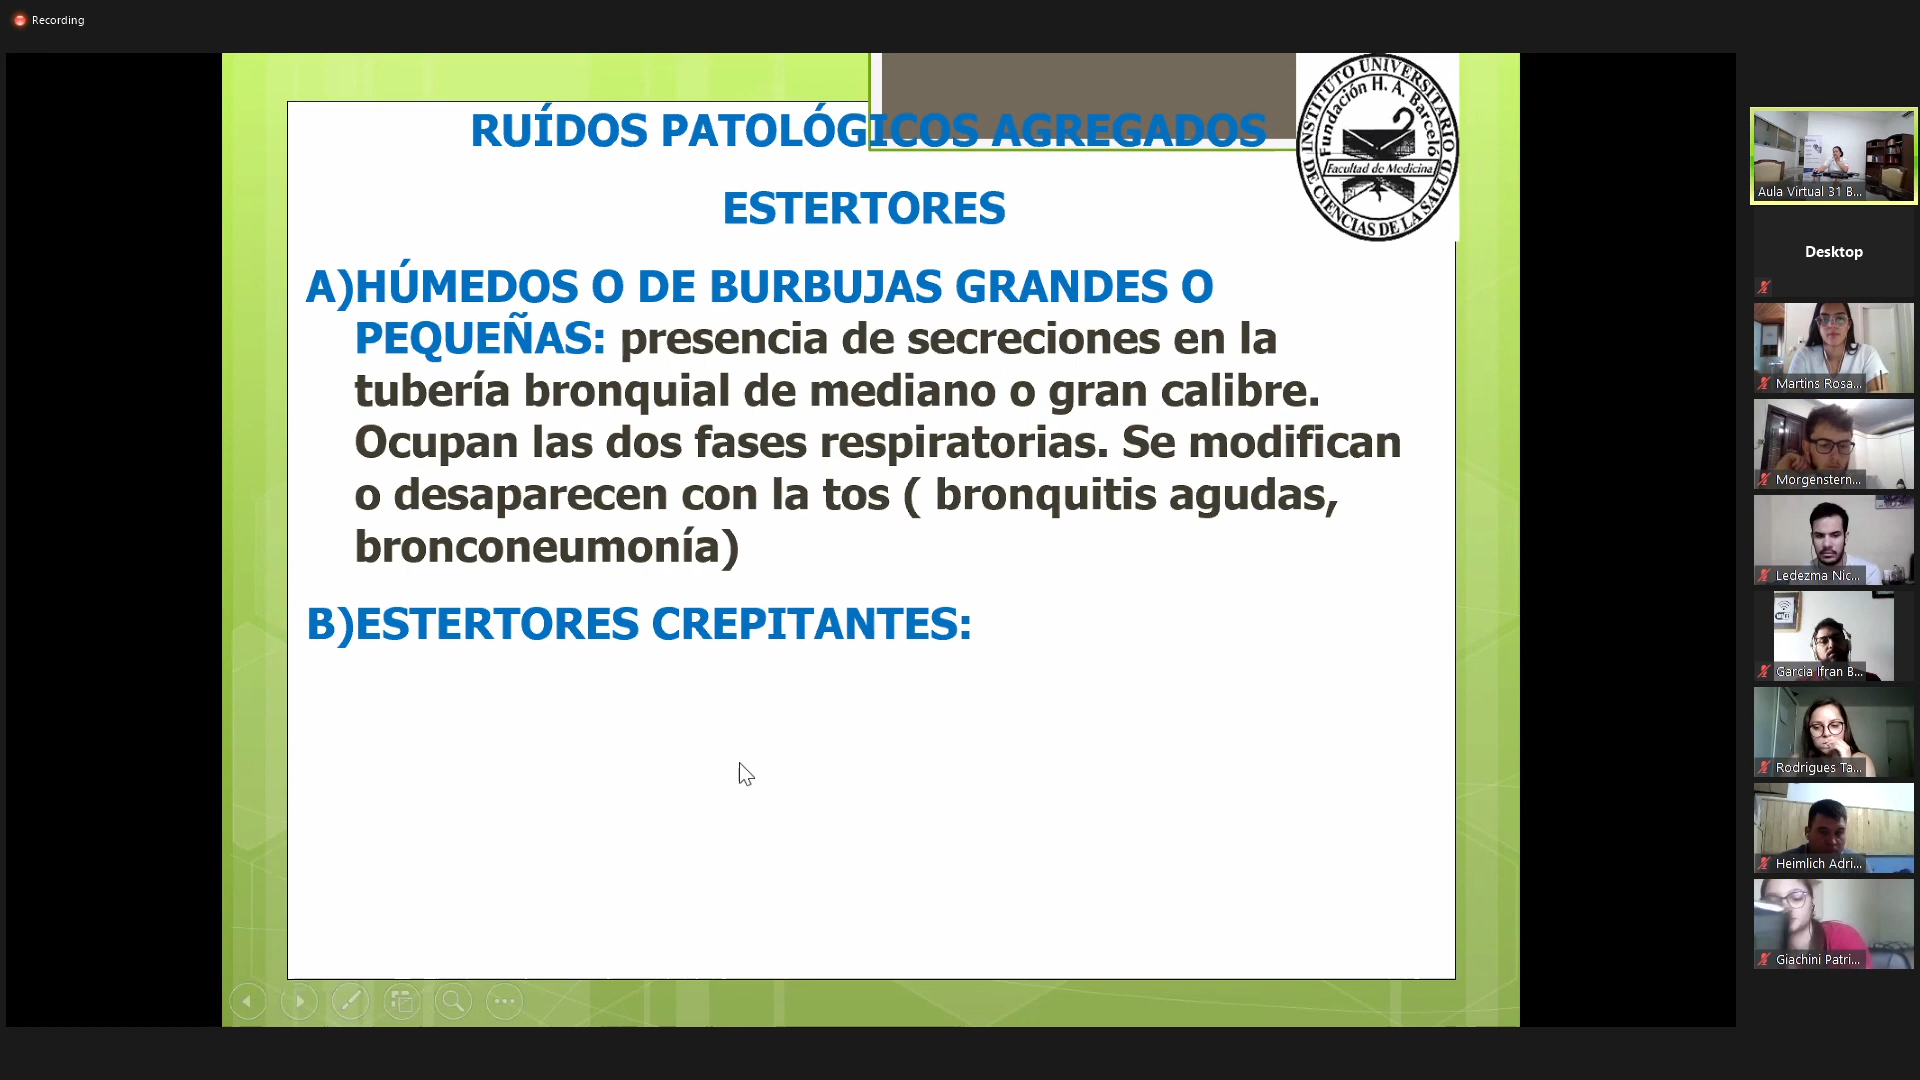 Recording
RUÍDOS PATOLÓGICOS AGREGADOS
ESTERTORES
INSTITUTO UNIVERSITARIO DE CIENCIAS DE LA SALUD
Fundación H. A. Barceló
Facultad de Medicina
A)HÚMEDOS O DE BURBUJAS GRANDES O
PEQUEÑAS: presencia de secreciones en la
tubería bronquial de mediano o gran calibre.
Ocupan las dos fases respiratorias. Se modifican
o desaparecen con la tos ( bronquitis agudas,
bronconeumonía)
B)ESTERTORES CREPITANTES:
Aula Virtual 31 B...
Desktop
Martins Rosa...
Morgenstern...
Ledezma Nic...
Garcia Ifran B...
Rodrigues Ta...
Heimlich Adri...
Giachini Patri...